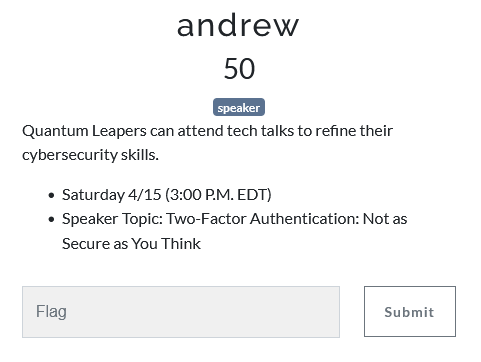 andrew
50
speaker
Quantum Leapers can attend tech talks to refine their
cybersecurity skills.
• Saturday 4/15 (3:00 P.M. EDT)
• Speaker Topic: Two-Factor Authentication: Not as
Secure as You Think
Flag
Submit